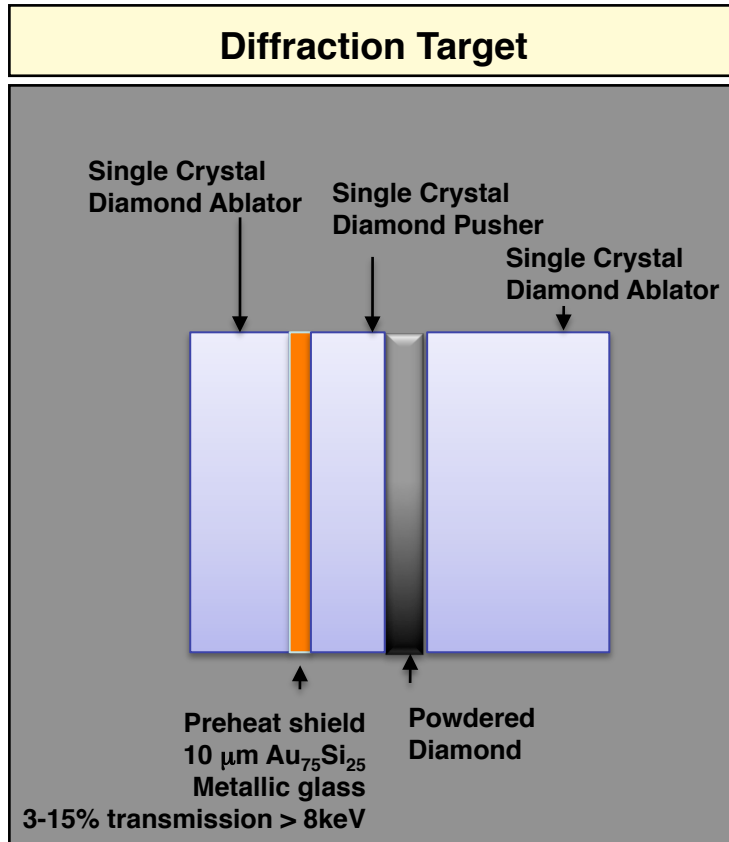 Diffraction Target
Single Crystal
Diamond Ablator
Single Crystal
Diamond Pusher
Single Crystal
Diamond Ablator
Preheat shield
10 μm Au₇₅Si₂₅
Metallic glass
3-15% transmission > 8keV
Powdered
Diamond